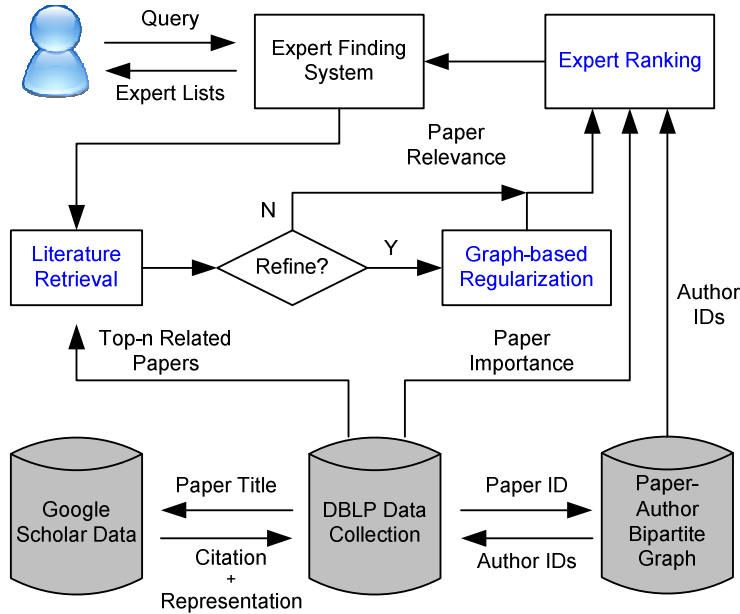 Query
Expert Lists
Expert Finding
System
Expert Ranking
Paper
Relevance
N
Literature
Retrieval
Refine?
Y
Graph-based
Regularization
Author
IDs
Top-n Related
Papers
Paper
Importance
Google
Scholar Data
Paper Title
Citation
+
Representation
DBLP Data
Collection
Paper ID
Author IDs
Paper-
Author
Bipartite
Graph